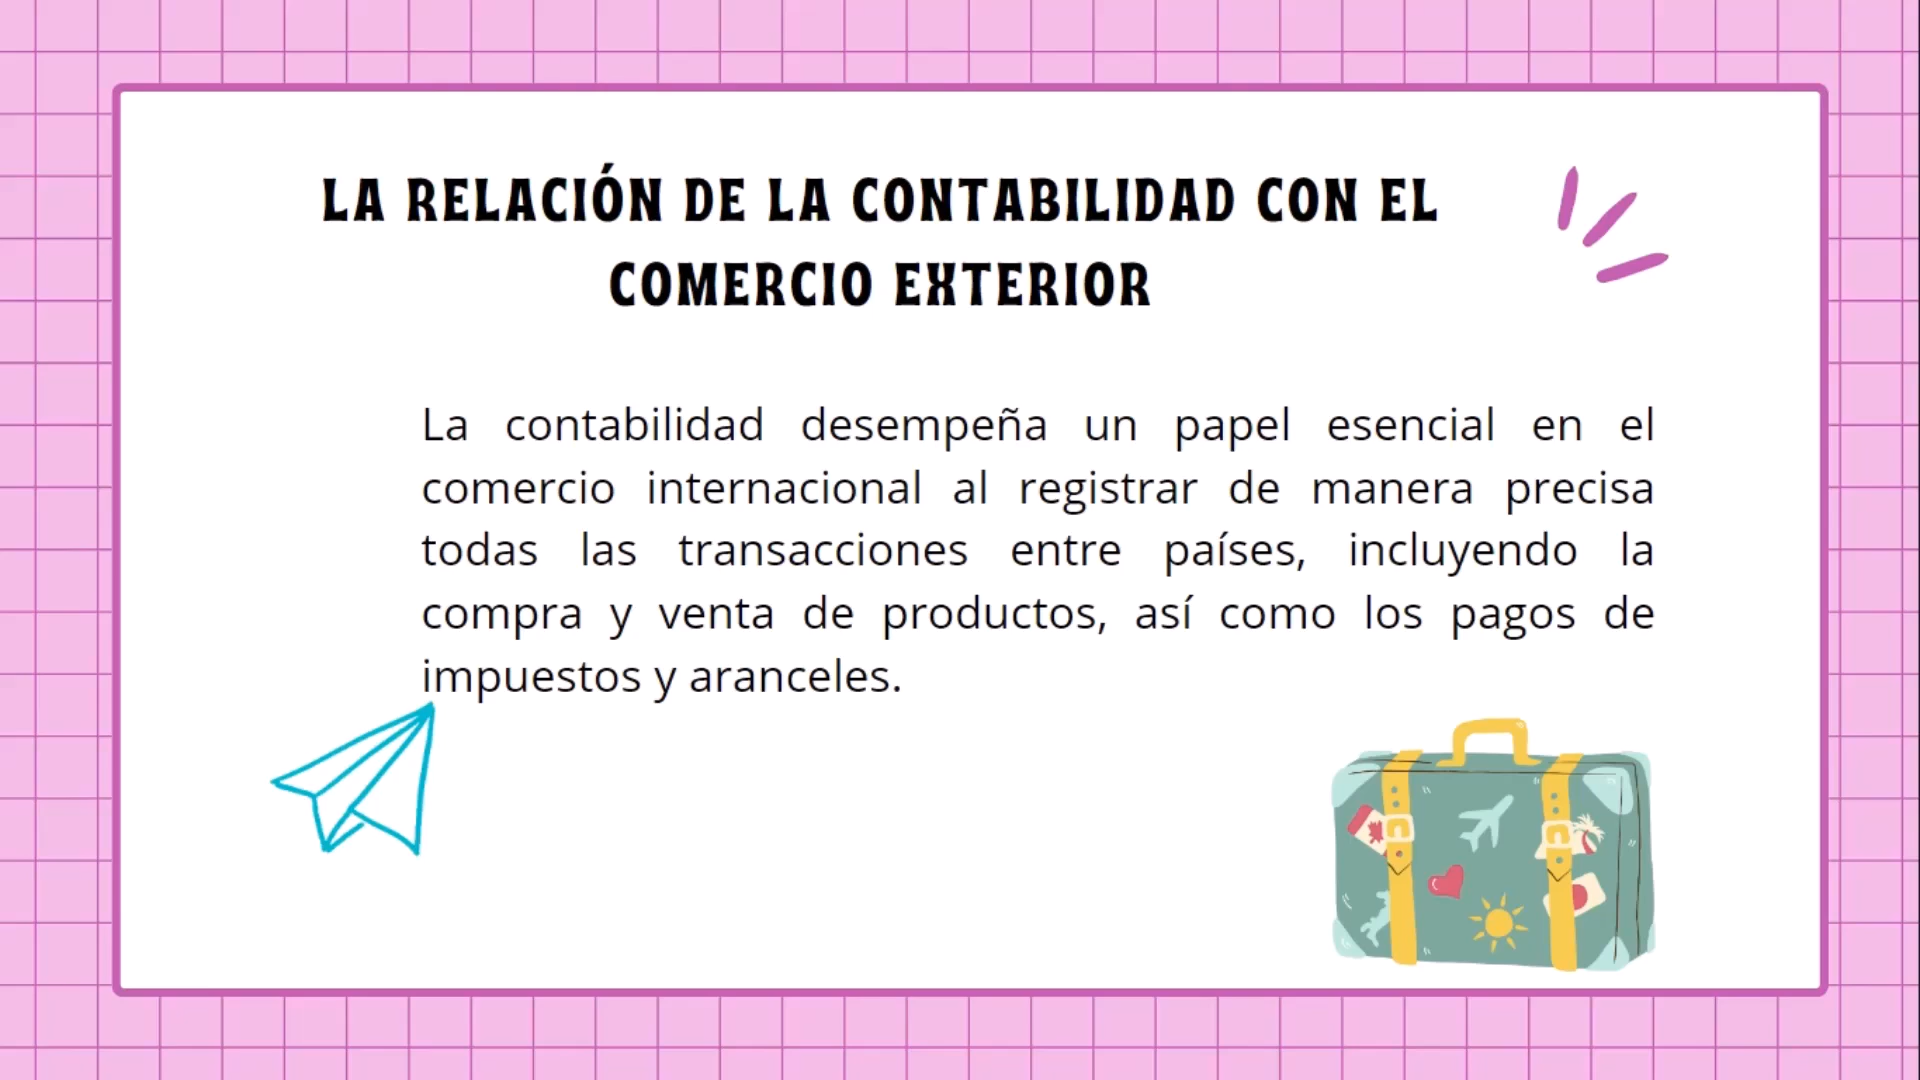 LA RELACIÓN DE LA CONTABILIDAD CON EL
COMERCIO EXTERIOR
La contabilidad desempeña un papel esencial en el
comercio internacional al registrar de manera precisa
todas las transacciones entre países, incluyendo la
compra y venta de productos, así como los pagos de
impuestos y aranceles.